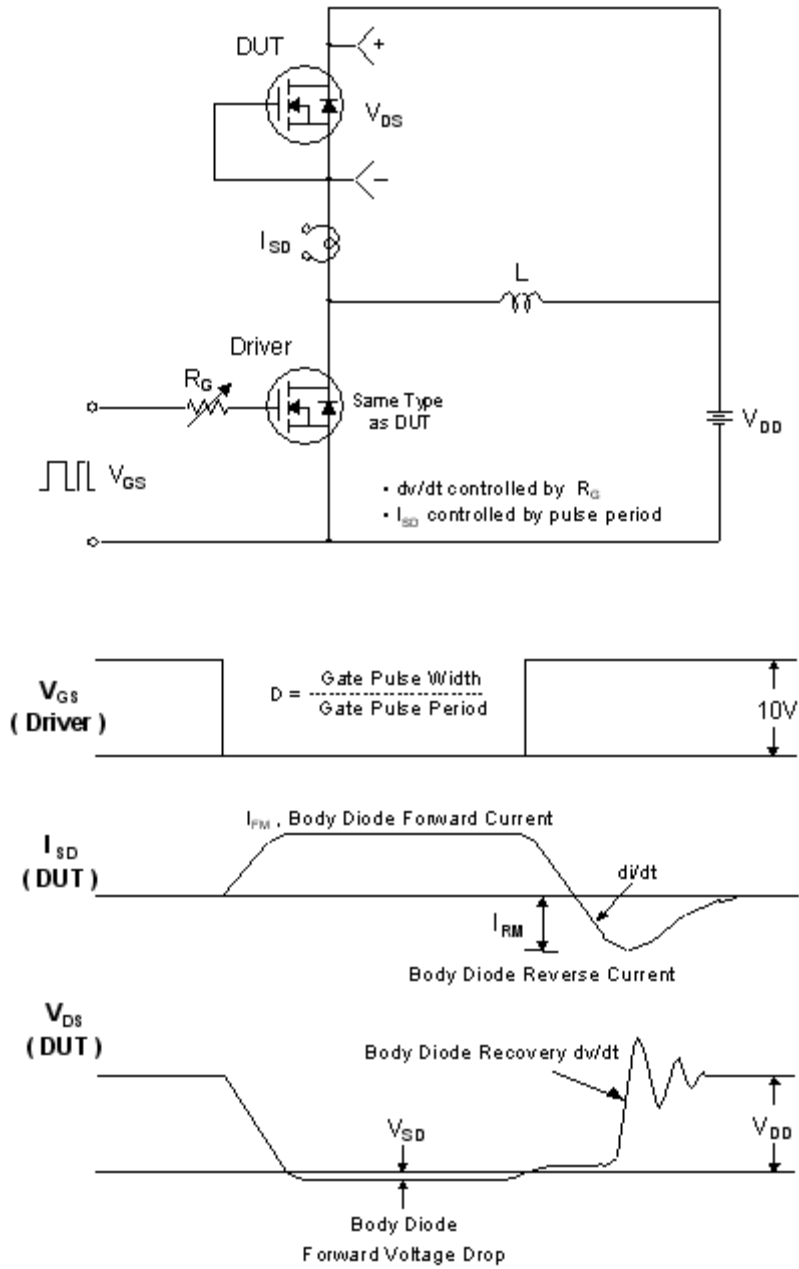 DUT
+
V_DS
−
I_SD
L
Driver
R_G
Same Type
as DUT
V_DD
V_GS
• dv/dt controlled by R_G
• I_SD controlled by pulse period
V_GS
( Driver )
D = Gate Pulse Width
Gate Pulse Period
10V
I_FM , Body Diode Forward Current
I_SD
( DUT )
di/dt
I_RM
Body Diode Reverse Current
V_DS
( DUT )
Body Diode Recovery dv/dt
V_SD
V_DD
Body Diode
Forward Voltage Drop